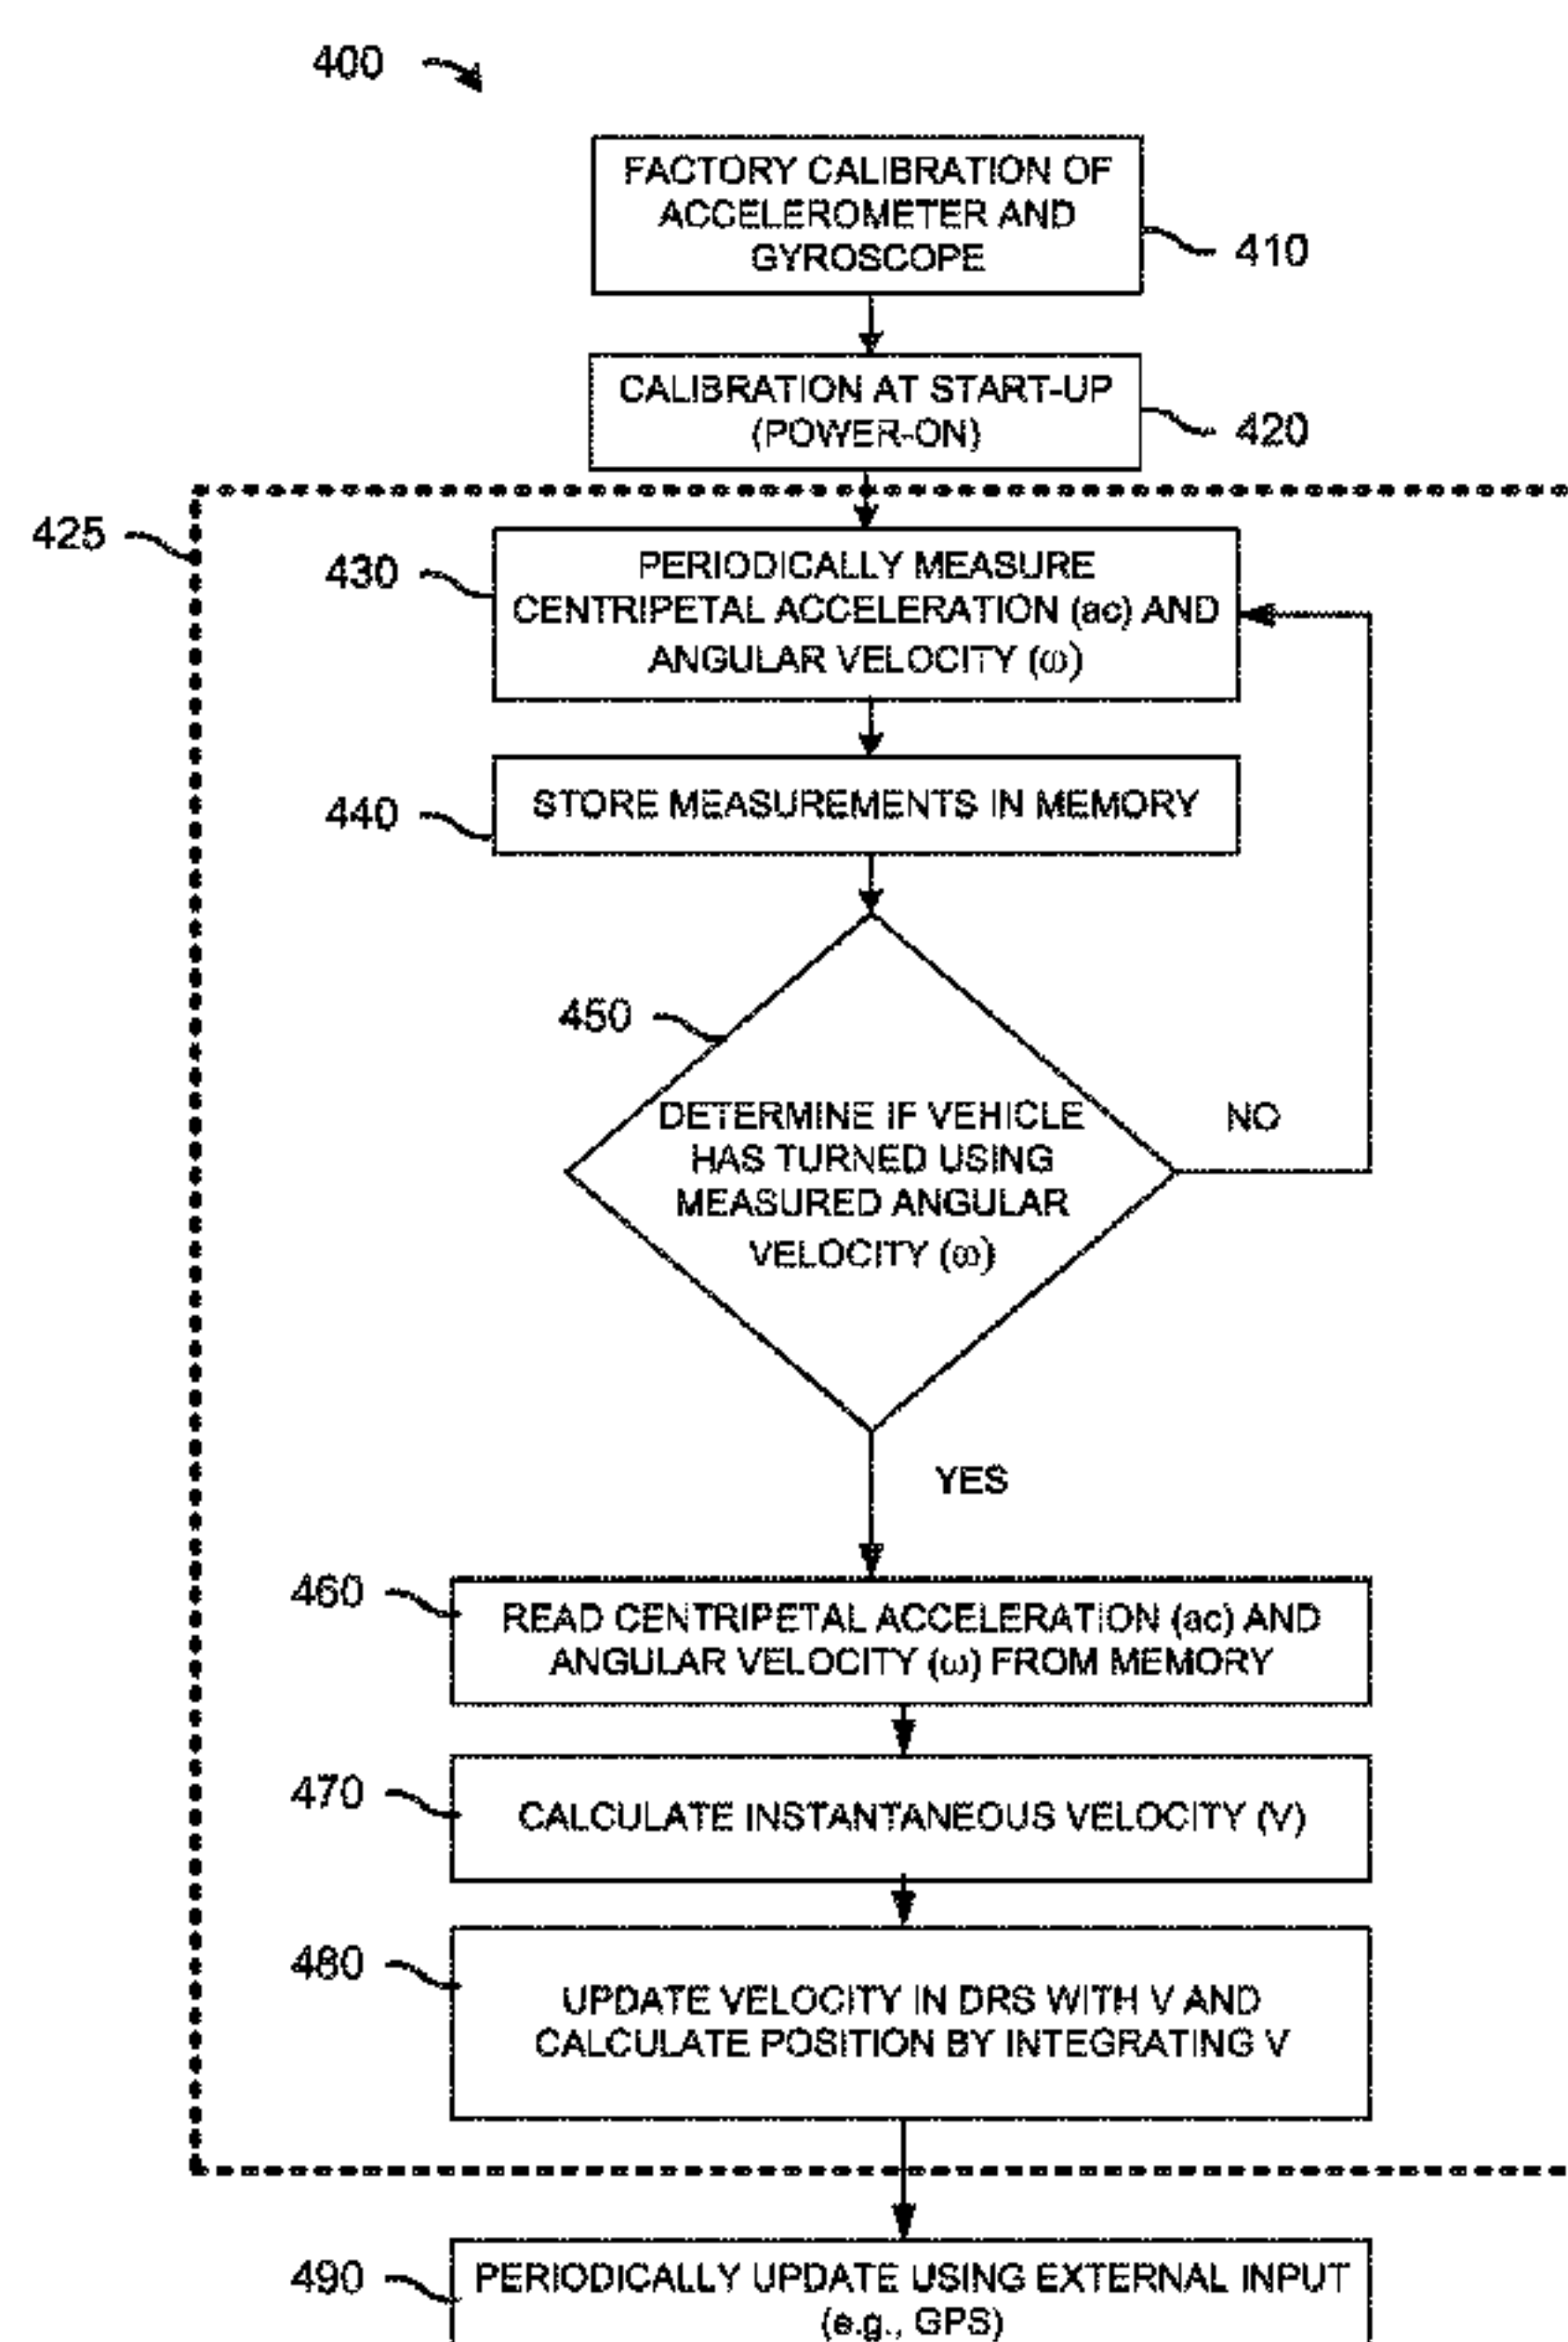 400
FACTORY CALIBRATION OF
ACCELEROMETER AND
GYROSCOPE
410
CALIBRATION AT START-UP
(POWER-ON)
420
425
430
PERIODICALLY MEASURE
CENTRIPETAL ACCELERATION (ac) AND
ANGULAR VELOCITY (ω)
440
STORE MEASUREMENTS IN MEMORY
450
DETERMINE IF VEHICLE
HAS TURNED USING
MEASURED ANGULAR
VELOCITY (ω)
NO
YES
460
READ CENTRIPETAL ACCELERATION (ac) AND
ANGULAR VELOCITY (ω) FROM MEMORY
470
CALCULATE INSTANTANEOUS VELOCITY (V)
480
UPDATE VELOCITY IN DRS WITH V AND
CALCULATE POSITION BY INTEGRATING V
490
PERIODICALLY UPDATE USING EXTERNAL INPUT
(e.g., GPS)